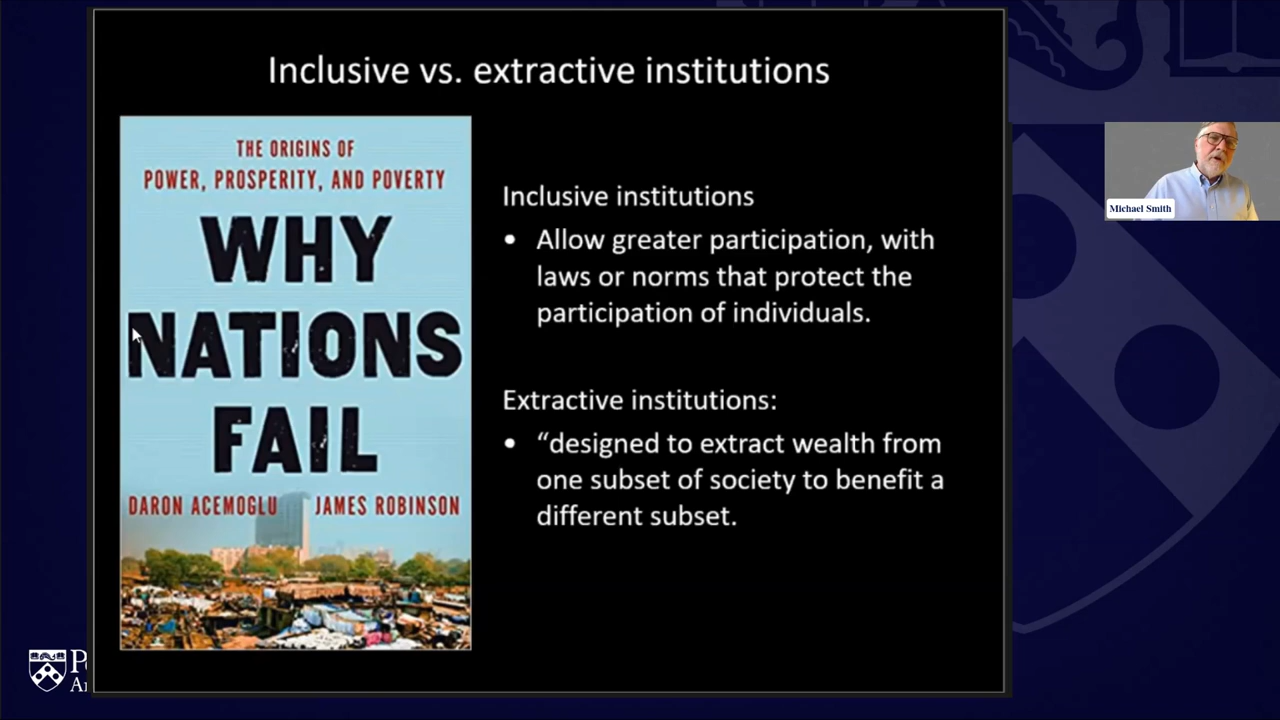 Inclusive vs. extractive institutions
THE ORIGINS OF
POWER, PROSPERITY, AND POVERTY
WHY
NATIONS
FAIL
DARON ACEMOGLU JAMES ROBINSON
Inclusive institutions
• Allow greater participation, with
laws or norms that protect the
participation of individuals.
Extractive institutions:
• “designed to extract wealth from
one subset of society to benefit a
different subset.
Michael Smith